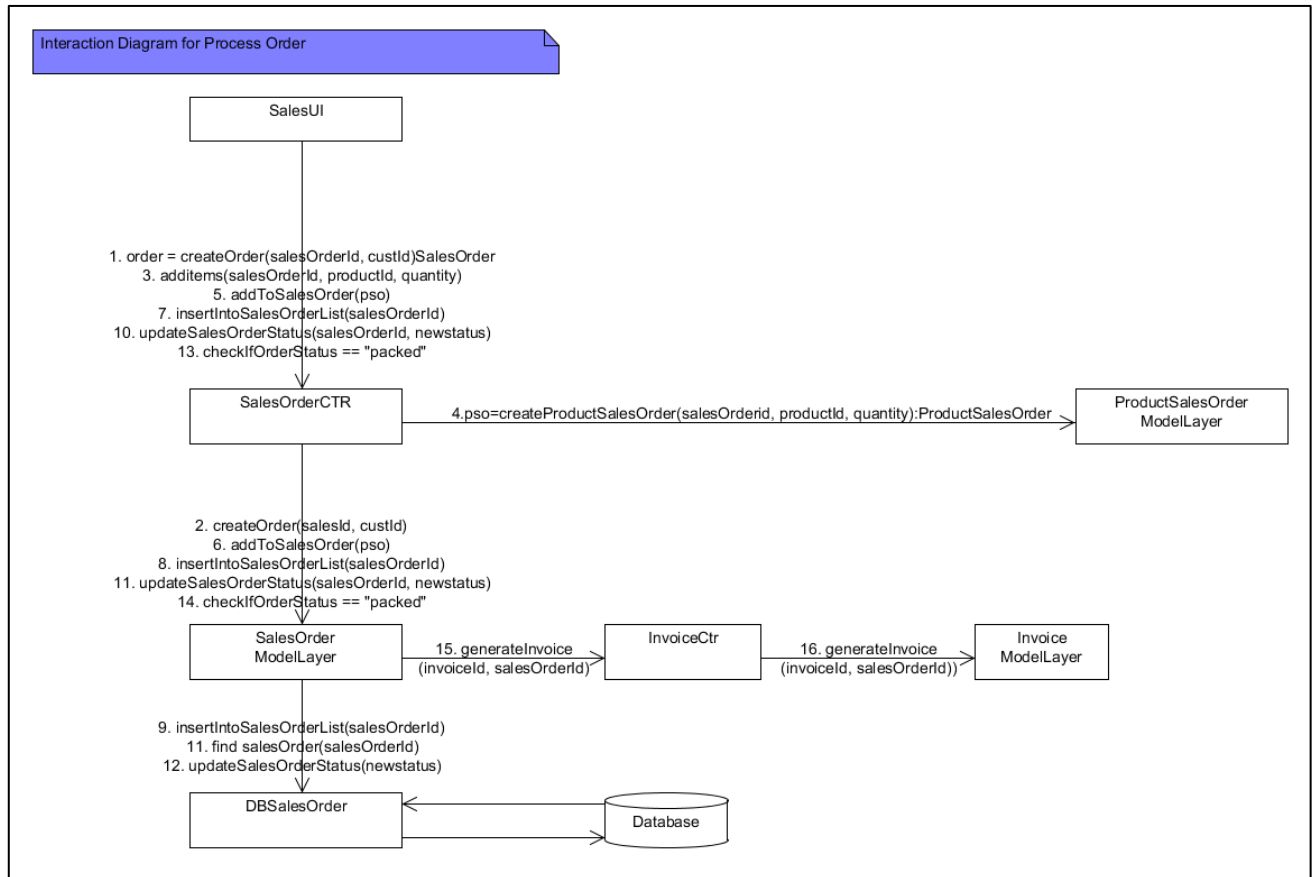 Interaction Diagram for Process Order
SalesUI
1. order = createOrder(salesOrderId, custId)SalesOrder
3. additems(salesOrderId, productId, quantity)
5. addToSalesOrder(pso)
7. insertIntoSalesOrderList(salesOrderId)
10. updateSalesOrderStatus(salesOrderId, newstatus)
13. checkIfOrderStatus == "packed"
SalesOrderCTR
4.pso=createProductSalesOrder(salesOrderid, productId, quantity):ProductSalesOrder
ProductSalesOrder
ModelLayer
2. createOrder(salesId, custId)
6. addToSalesOrder(pso)
8. insertIntoSalesOrderList(salesOrderId)
11. updateSalesOrderStatus(salesOrderId, newstatus)
14. checkIfOrderStatus == "packed"
SalesOrder
ModelLayer
15. generateInvoice
(invoiceId, salesOrderId)
InvoiceCtr
16. generateInvoice
(invoiceId, salesOrderId))
Invoice
ModelLayer
9. insertIntoSalesOrderList(salesOrderId)
11. find salesOrder(salesOrderId)
12. updateSalesOrderStatus(newstatus)
DBSalesOrder
Database